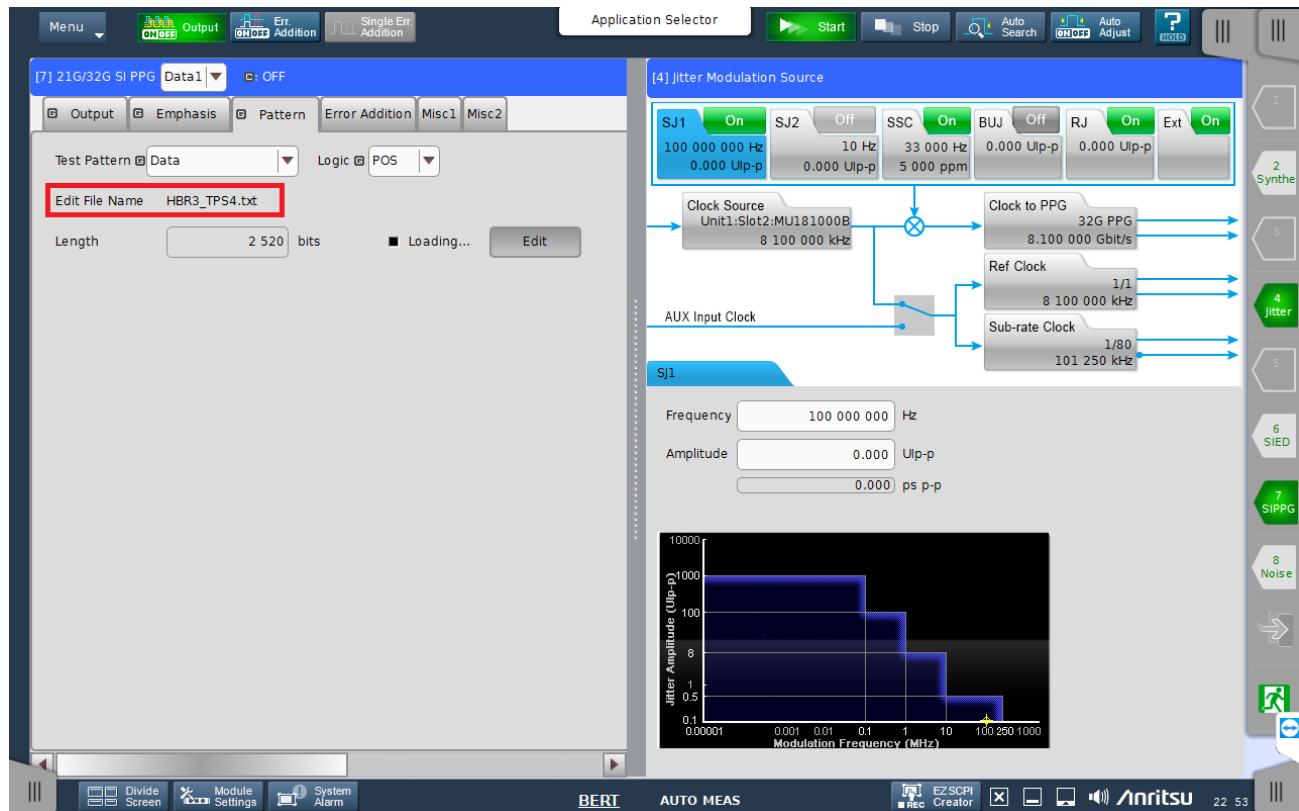 Menu
ON OFF Output
ON OFF Err. Addition
Single Err. Addition
Application Selector
Start
Stop
Auto Search
ON OFF Auto Adjust
? HOLD
[7] 21G/32G SI PPG Data1 C: OFF
C Output C Emphasis C Pattern Error Addition Misc1 Misc2
Test Pattern C Data Logic C POS
Edit File Name HBR3_TPS4.txt
Length 2 520 bits Loading... Edit
[4] Jitter Modulation Source
SJ1 On SJ2 Off SSC On BUJ Off RJ On Ext On
100 000 000 Hz 10 Hz 33 000 Hz 0.000 UIp-p 0.000 UIp-p
0.000 UIp-p 0.000 UIp-p 5 000 ppm
Clock Source
Unit1:Slot2:MU181000B
8 100 000 kHz
Clock to PPG
32G PPG
8.100 000 Gbit/s
Ref Clock
1/1
8 100 000 kHz
AUX Input Clock
Sub-rate Clock
1/80
101 250 kHz
SJ1
Frequency 100 000 000 Hz
Amplitude 0.000 UIp-p
0.000 ps p-p
Jitter Amplitude (UIp-p)
10000
1000
100
8
1
0.5
0.1
0.00001 0.001 0.01 0.1 1 10 100 250 1000
Modulation Frequency (MHz)
1
2
Synthe
3
4
Jitter
5
6
SIED
7
SIPPG
8
Noise
Divide Screen
Module Settings
System Alarm
BERT
AUTO MEAS
REC EZ SCPI Creator
Anritsu
22 53